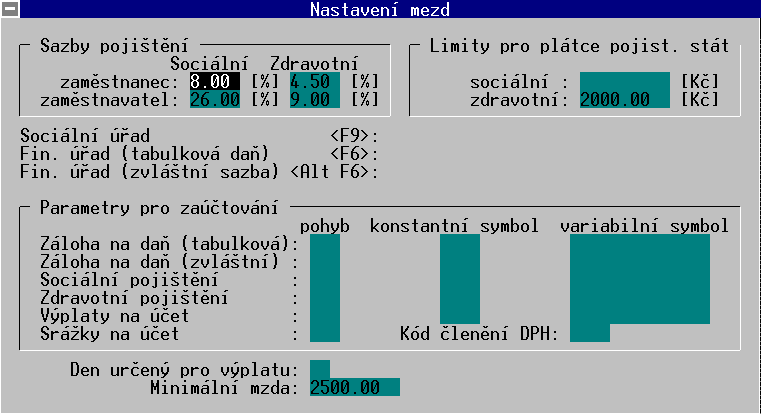 Nastavení mezd
Sazby pojištění
Sociální Zdravotní
zaměstnanec: 8.00 [%] 4.50 [%]
zaměstnavatel: 26.00 [%] 9.00 [%]
Limity pro plátce pojist. stát
sociální : [Kč]
zdravotní: 2000.00 [Kč]
Sociální úřad <F9>:
Fin. úřad (tabulková daň) <F6>:
Fin. úřad (zvláštní sazba) <Alt F6>:
Parametry pro zaúčtování
pohyb konstantní symbol variabilní symbol
Záloha na daň (tabulková):
Záloha na daň (zvláštní) :
Sociální pojištění :
Zdravotní pojištění :
Výplaty na účet :
Srážky na účet : Kód členění DPH:
Den určený pro výplatu:
Minimální mzda: 2500.00